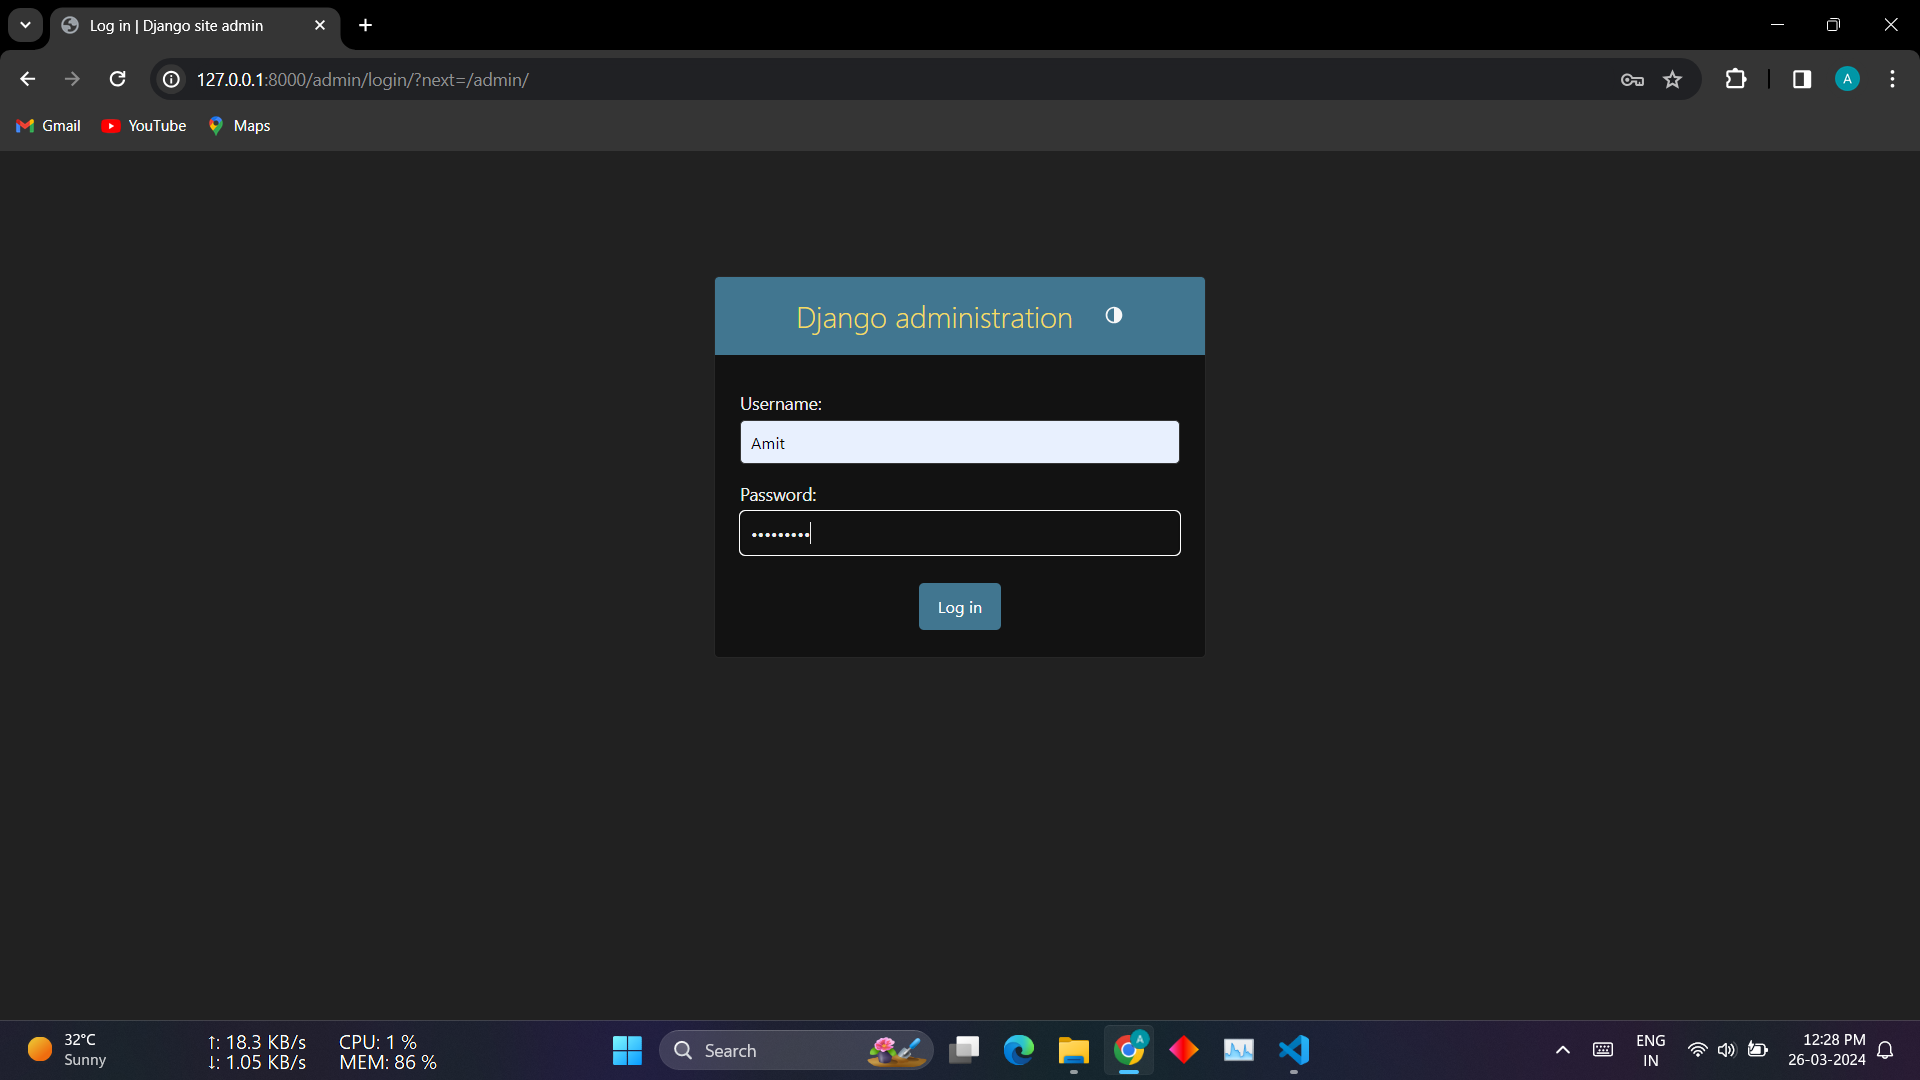 Log in | Django site admin
127.0.0.1:8000/admin/login/?next=/admin/
A
Gmail
YouTube
Maps
Django administration
Username:
Amit
Password:
•••••••••
Log in
32°C
Sunny
↑: 18.3 KB/s
↓: 1.05 KB/s
CPU: 1 %
MEM: 86 %
Search
A
ENG
IN
12:28 PM
26-03-2024